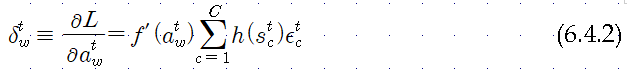 δ_w^t ≡ ∂L/∂a_w^t = f′(a_w^t) ∑_{c=1}^{C} h(s_c^t) ϵ_c^t (6.4.2)